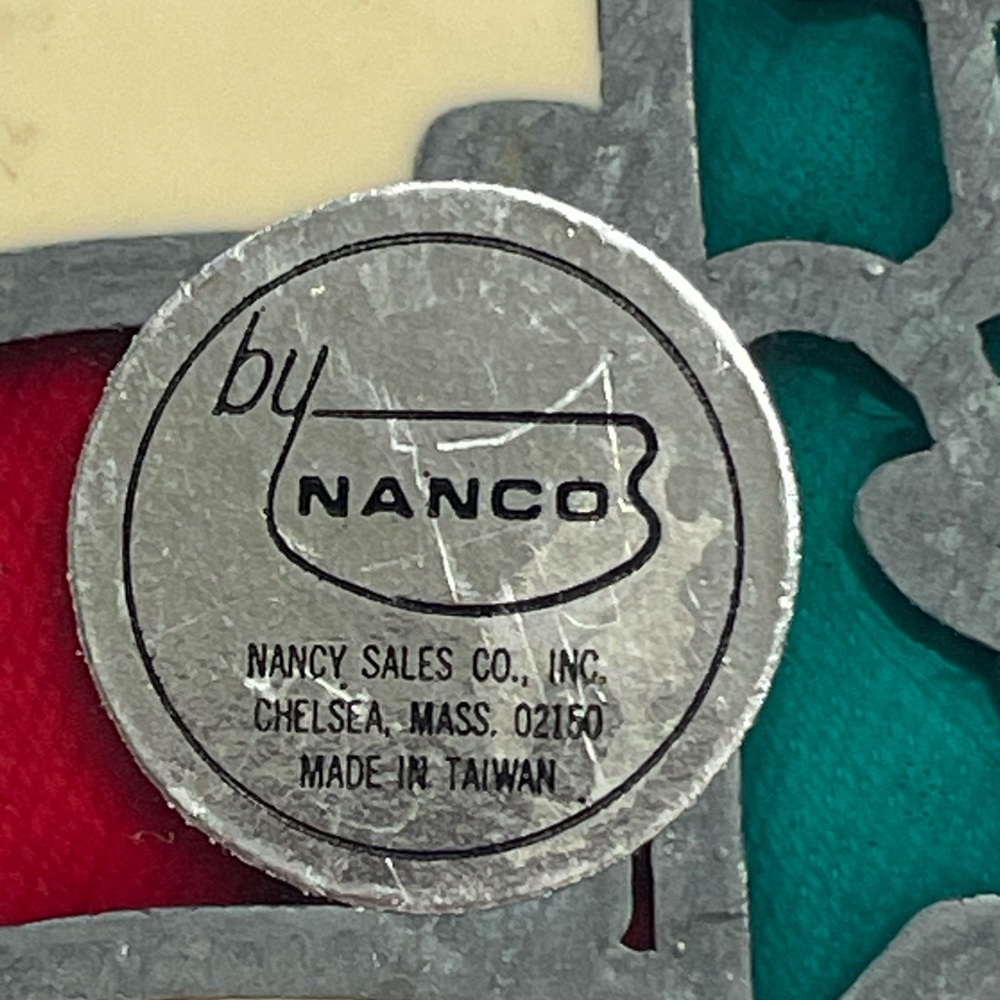 by
NANCO
NANCY SALES CO., INC.
CHELSEA, MASS. 02150
MADE IN TAIWAN